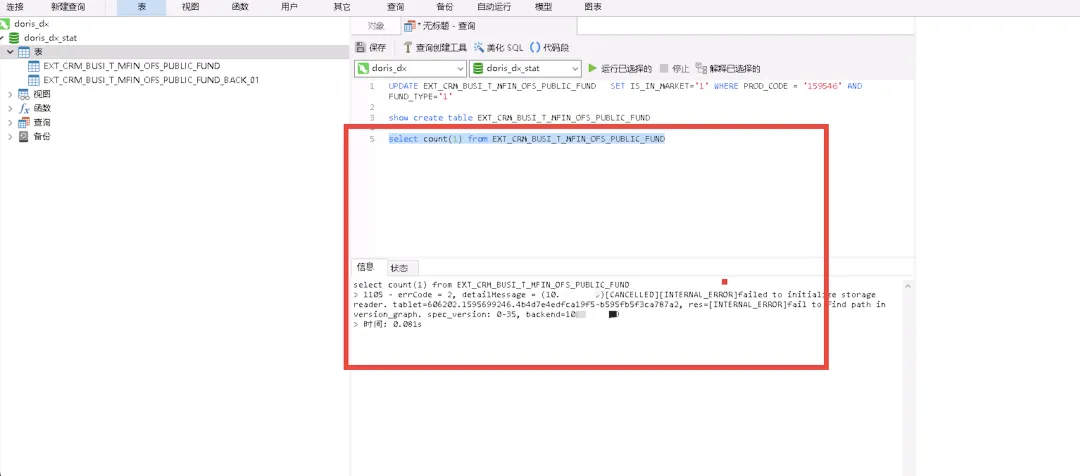 连接 新建查询 表 视图 函数 用户 其它 查询 备份 自动运行 模型 图表
doris_dx
doris_dx_stat
表
EXT_CRM_BUSI_T_MFIN_OFS_PUBLIC_FUND
EXT_CRM_BUSI_T_MFIN_OFS_PUBLIC_FUND_BACK_01
视图
函数
查询
备份
对象 * 无标题 - 查询
保存 查询创建工具 美化 SQL () 代码段
doris_dx doris_dx_stat 运行已选择的 停止 解释已选择的
1 UPDATE EXT_CRM_BUSI_T_MFIN_OFS_PUBLIC_FUND SET IS_IN_MARKET='1' WHERE PROD_CODE = '159546' AND
FUND_TYPE='1'
2
3 show create table EXT_CRM_BUSI_T_MFIN_OFS_PUBLIC_FUND
5 select count(1) from EXT_CRM_BUSI_T_MFIN_OFS_PUBLIC_FUND
信息 状态
select count(1) from EXT_CRM_BUSI_T_MFIN_OFS_PUBLIC_FUND
> 1105 - errCode = 2, detailMessage = (10. )[CANCELLED][INTERNAL_ERROR]failed to initialize storage
reader. tablet=606202.1595699246.4b4d7e4edfca19f5-b595fb5f3ca787a2, res=[INTERNAL_ERROR]fail to find path in
version_graph. spec_version: 0-35, backend=10
> 时间: 0.081s